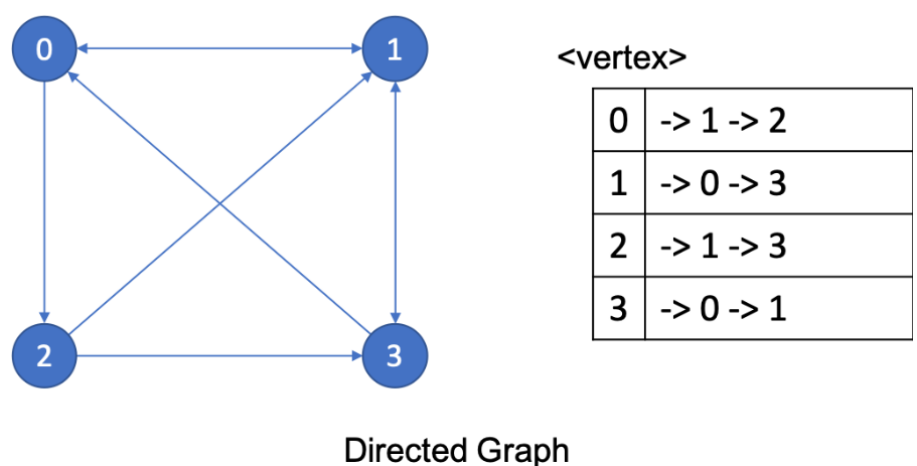 0
1
2
3
<vertex>
0 -> 1 -> 2
1 -> 0 -> 3
2 -> 1 -> 3
3 -> 0 -> 1
Directed Graph